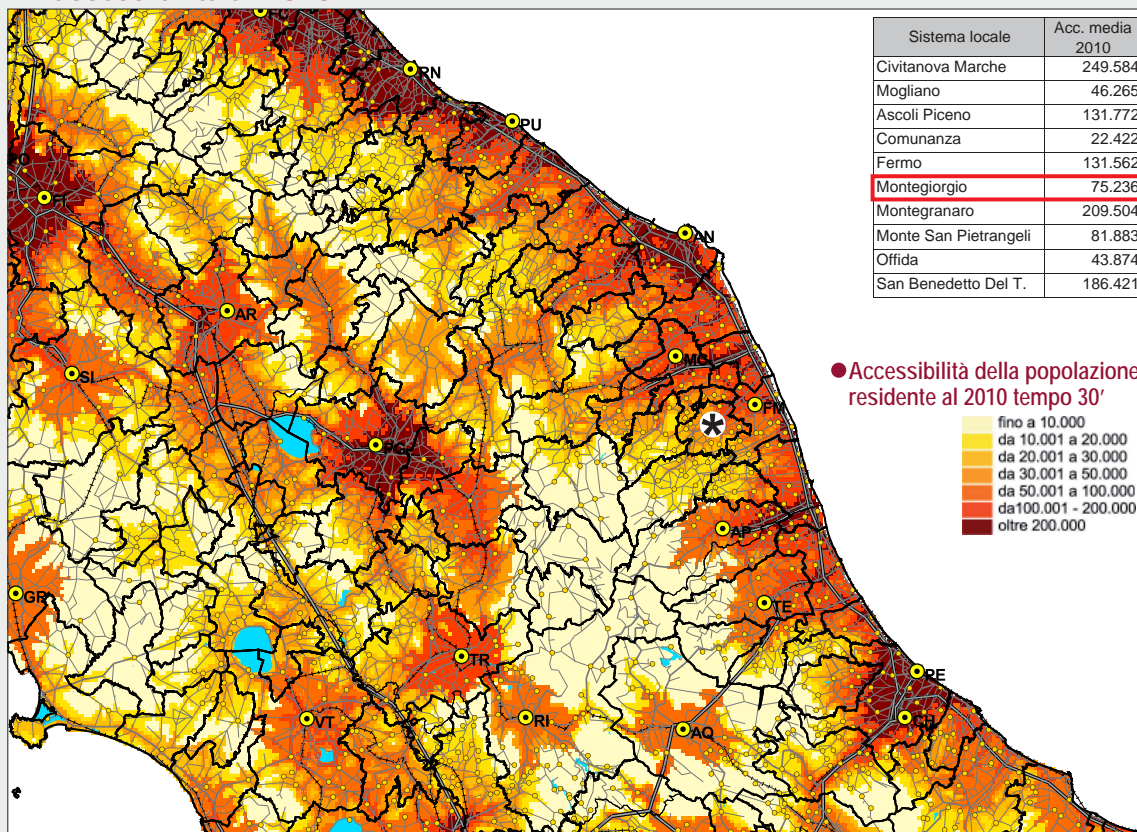 Sistema locale Acc. media 2010
Civitanova Marche 249.584
Mogliano 46.265
Ascoli Piceno 131.772
Comunanza 22.422
Fermo 131.562
Montegiorgio 75.236
Montegranaro 209.504
Monte San Pietrangeli 81.883
Offida 43.874
San Benedetto Del T. 186.421
Accessibilità della popolazione
residente al 2010 tempo 30'
fino a 10.000
da 10.001 a 20.000
da 20.001 a 30.000
da 30.001 a 50.000
da 50.001 a 100.000
da100.001 - 200.000
oltre 200.000
RN
PU
FI
AN
AR
MC
SI
FM
PG
AP
GR
TE
TR
PE
VT
RI
AQ
CH